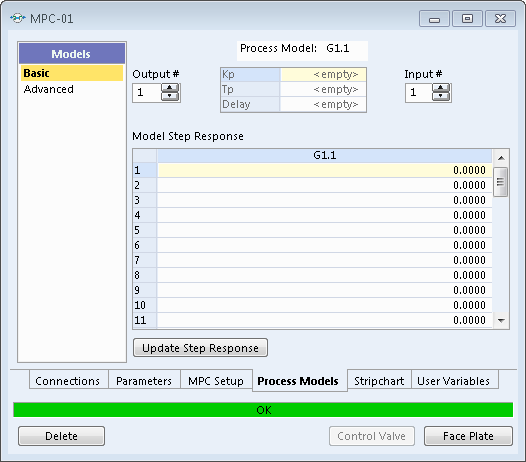 MPC-01
Models
Basic
Advanced
Process Model: G1.1
Output #
1
Kp <empty>
Tp <empty>
Delay <empty>
Input #
1
Model Step Response
G1.1
1 0.0000
2 0.0000
3 0.0000
4 0.0000
5 0.0000
6 0.0000
7 0.0000
8 0.0000
9 0.0000
10 0.0000
11 0.0000
Update Step Response
Connections Parameters MPC Setup Process Models Stripchart User Variables
OK
Delete Control Valve Face Plate